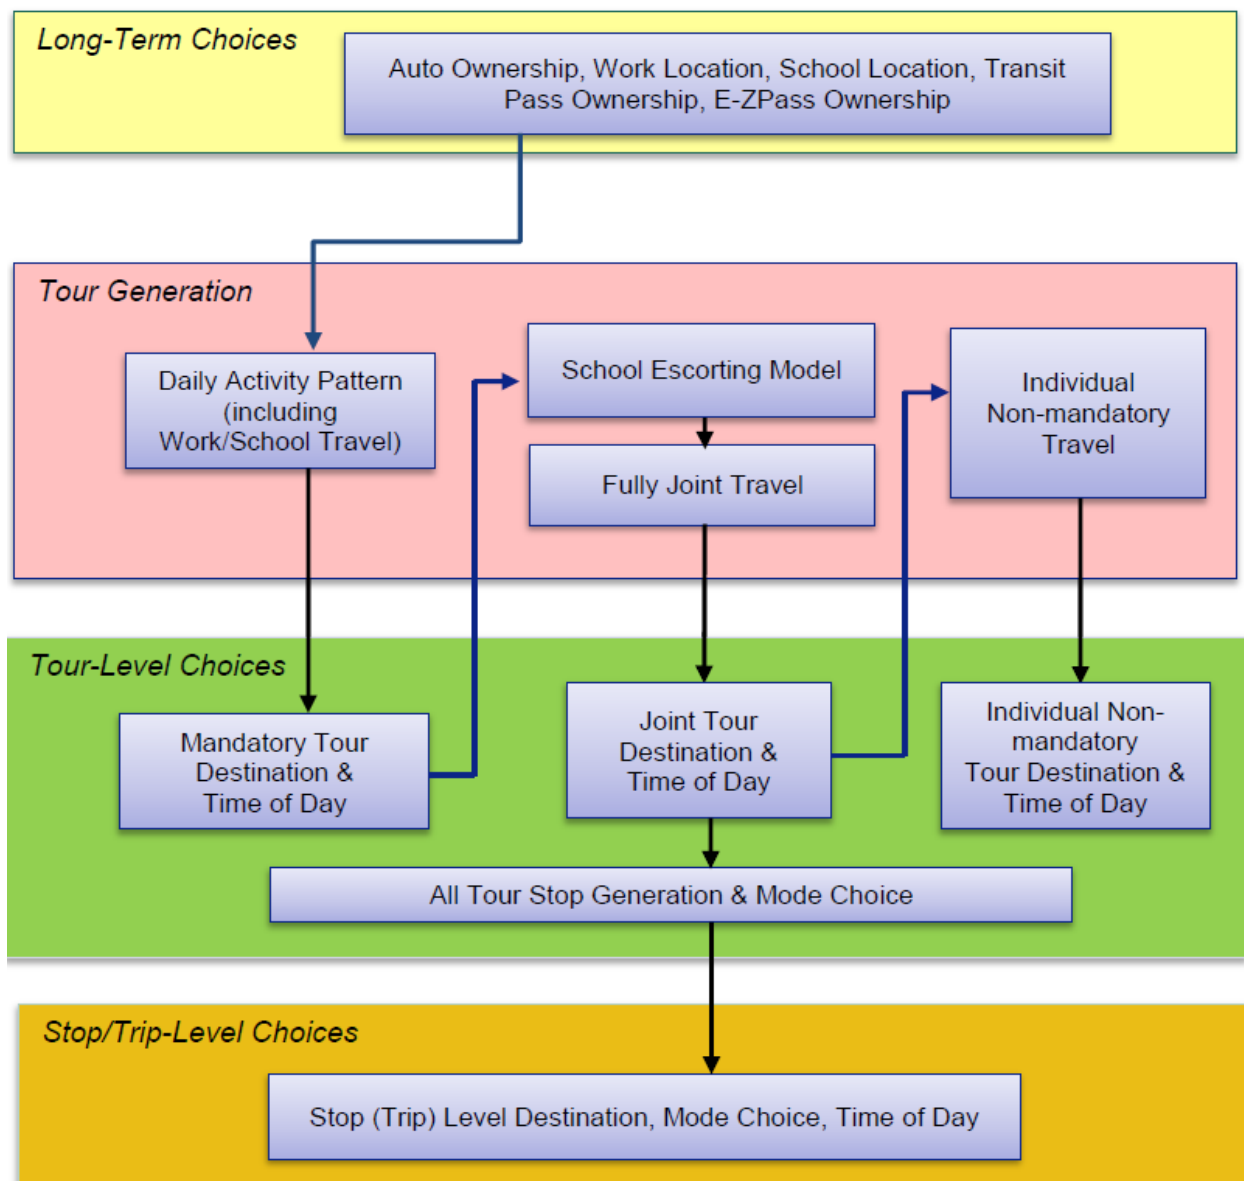 Long-Term Choices
Auto Ownership, Work Location, School Location, Transit
Pass Ownership, E-ZPass Ownership
Tour Generation
Daily Activity Pattern
(including
Work/School Travel)
School Escorting Model
Fully Joint Travel
Individual
Non-mandatory
Travel
Tour-Level Choices
Mandatory Tour
Destination &
Time of Day
Joint Tour
Destination &
Time of Day
Individual Non-
mandatory
Tour Destination &
Time of Day
All Tour Stop Generation & Mode Choice
Stop/Trip-Level Choices
Stop (Trip) Level Destination, Mode Choice, Time of Day